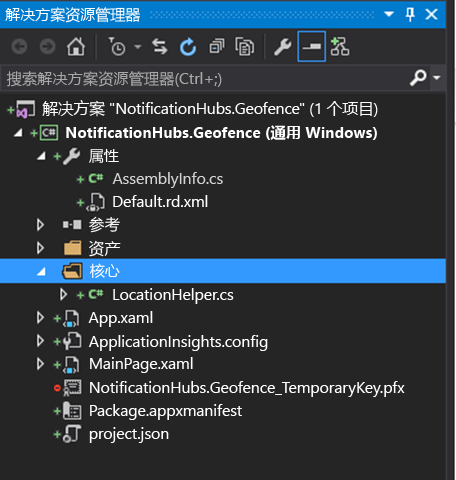 解决方案资源管理器
搜索解决方案资源管理器(Ctrl+;)
解决方案 "NotificationHubs.Geofence" (1 个项目)
NotificationHubs.Geofence (通用 Windows)
属性
AssemblyInfo.cs
Default.rd.xml
参考
资产
核心
LocationHelper.cs
App.xaml
ApplicationInsights.config
MainPage.xaml
NotificationHubs.Geofence_TemporaryKey.pfx
Package.appxmanifest
project.json